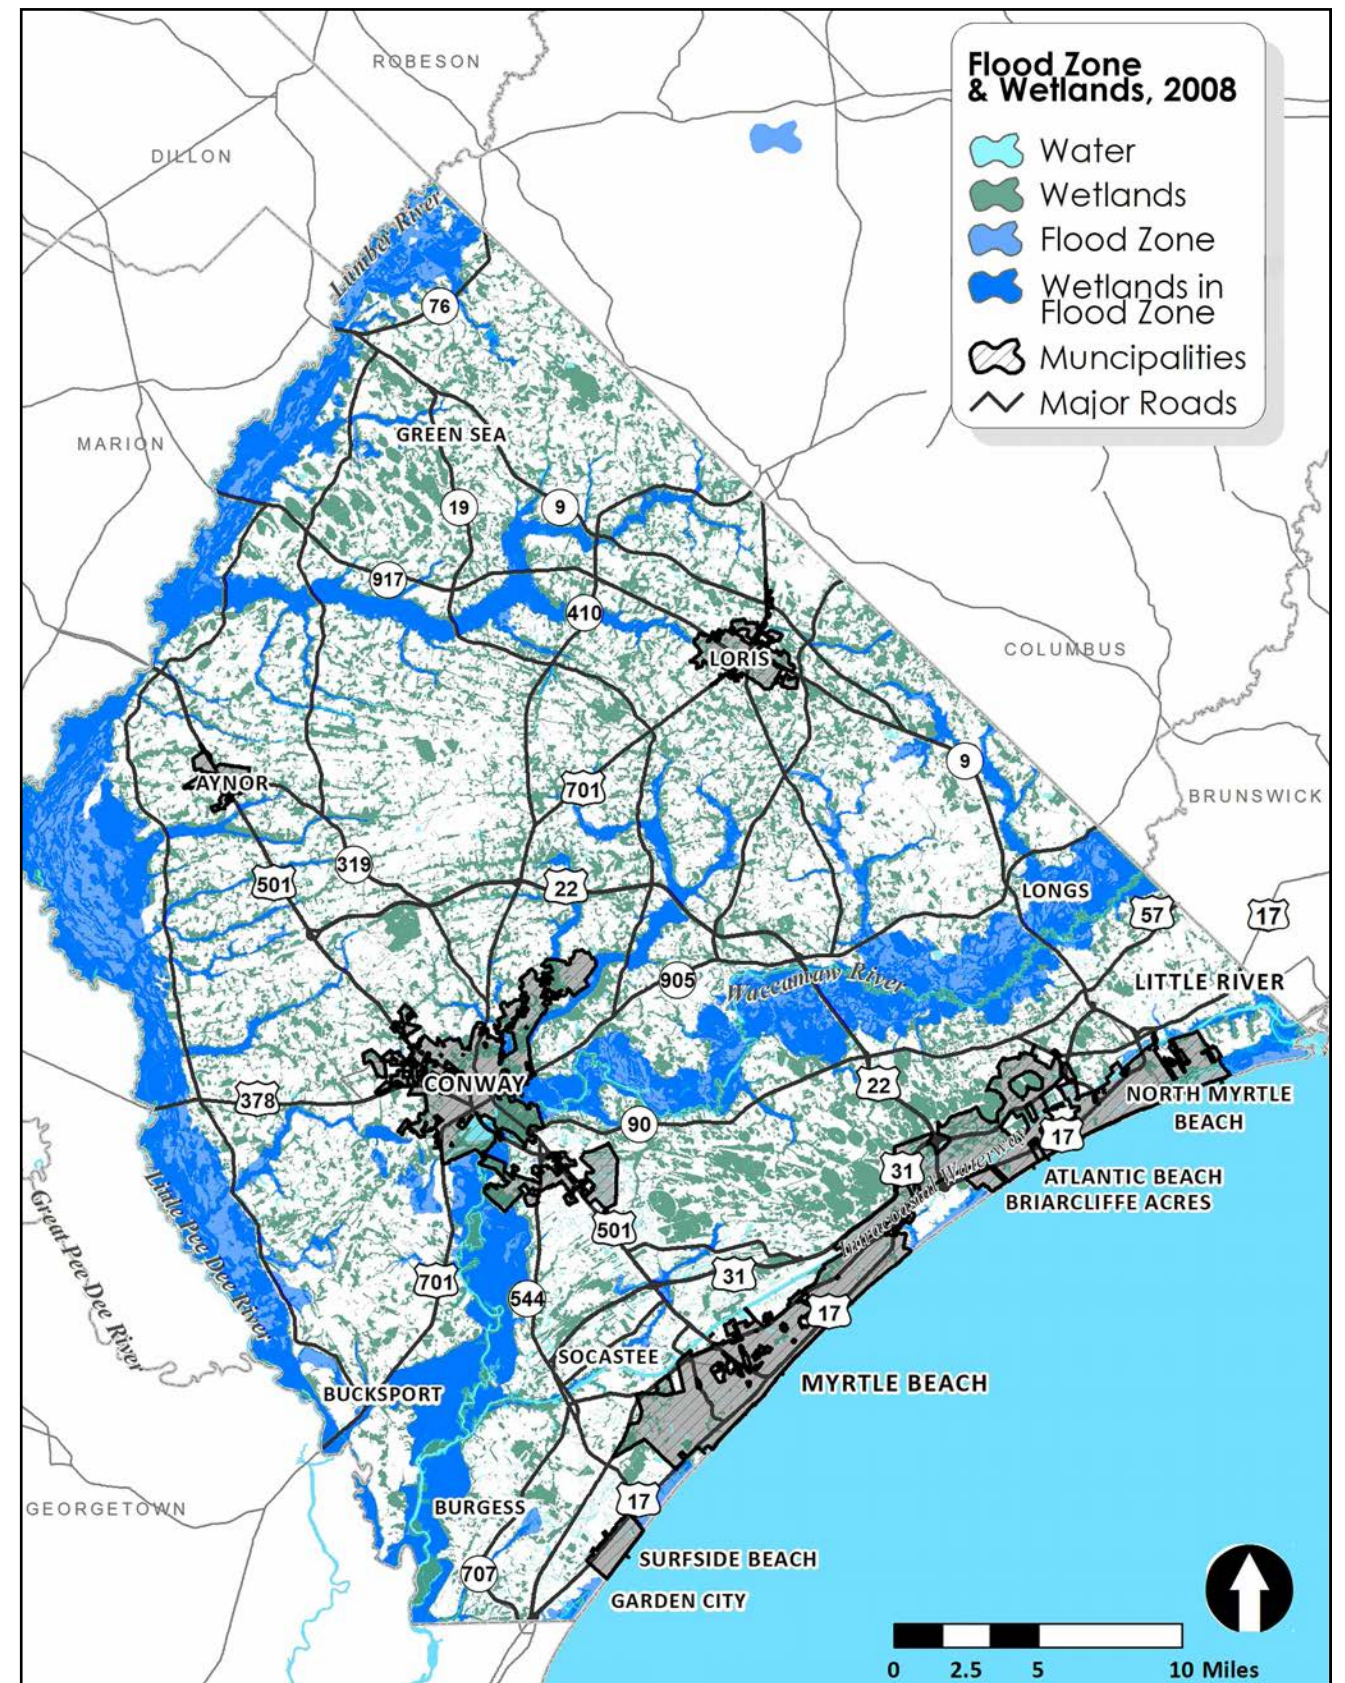 Flood Zone
& Wetlands, 2008
Water
Wetlands
Flood Zone
Wetlands in
Flood Zone
Muncipalities
Major Roads
ROBESON
DILLON
Lumber River
76
MARION
GREEN SEA
19
9
917
410
LORIS
COLUMBUS
9
AYNOR
701
BRUNSWICK
319
501
22
LONGS
57
17
905
Waccamaw River
LITTLE RIVER
CONWAY
22
378
90
NORTH MYRTLE
BEACH
17
31
Intracoastal Waterway
ATLANTIC BEACH
BRIARCLIFFE ACRES
Great Pee Dee River
Little Pee Dee River
501
701
31
544
17
SOCASTEE
MYRTLE BEACH
BUCKSPORT
GEORGETOWN
BURGESS
17
SURFSIDE BEACH
707
GARDEN CITY
0 2.5 5 10 Miles